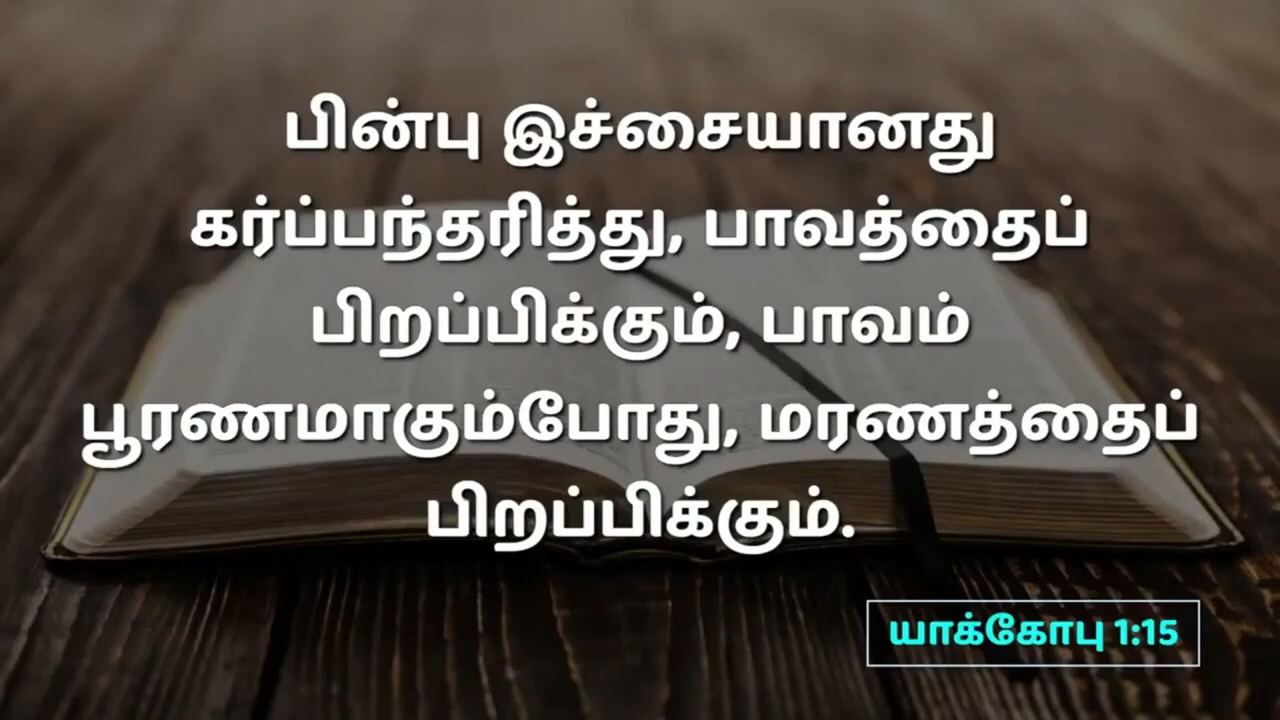 பின்பு இச்சையானது
கர்ப்பந்தரித்து, பாவத்தைப்
பிறப்பிக்கும், பாவம்
பூரணமாகும்போது, மரணத்தைப்
பிறப்பிக்கும்.
யாக்கோபு 1:15